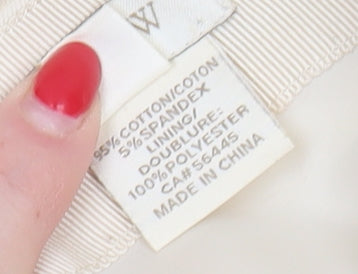 W
95% COTTON/COTON
5% SPANDEX
LINING/
DOUBLURE:
100% POLYESTER
CA# 56445
MADE IN CHINA